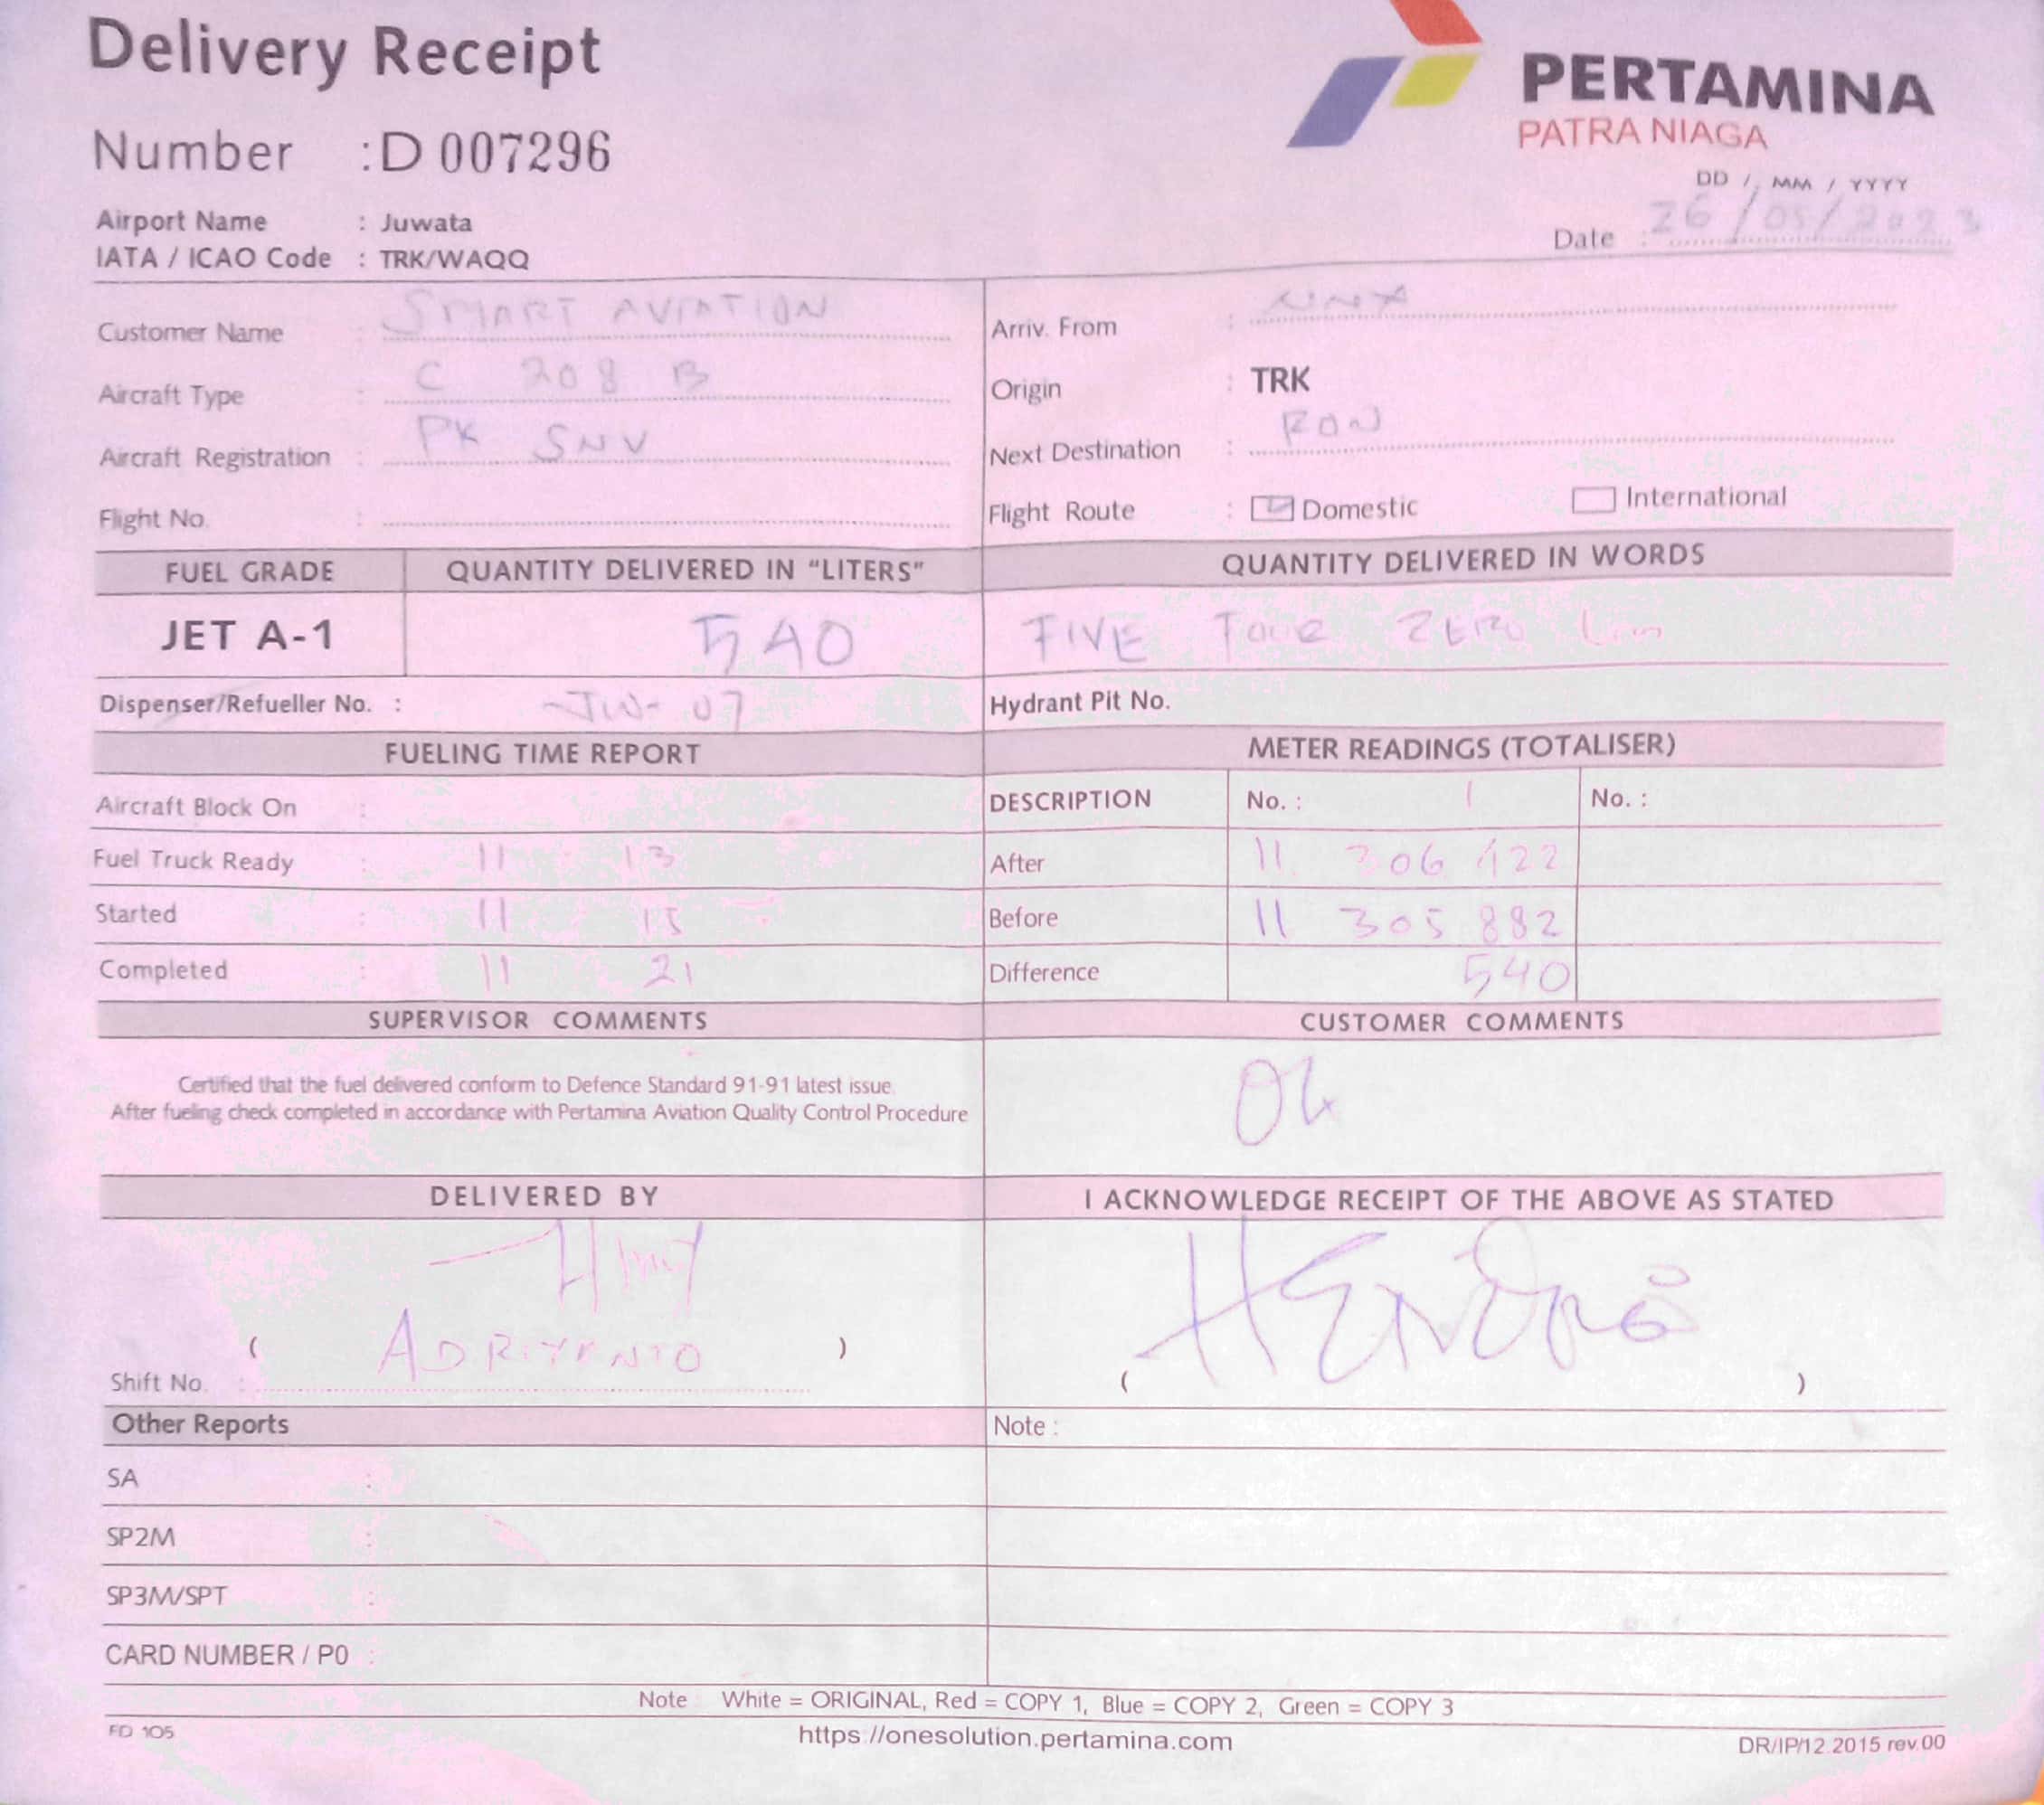 Delivery Receipt
PERTAMINA
PATRA NIAGA
Number : D 007296
DD / MM / YYYY
Airport Name : Juwata
Date : 26/05/2023
IATA / ICAO Code : TRK/WAQQ
Customer Name : SMART AVIATION
Arriv. From :
Aircraft Type : C 208 B
Origin : TRK
Aircraft Registration : PK SNV
Next Destination : RON
Flight No. :
Flight Route : Domestic International
FUEL GRADE QUANTITY DELIVERED IN "LITERS" QUANTITY DELIVERED IN WORDS
JET A-1 540 FIVE FOUR ZERO
Dispenser/Refueller No. : JW-07
Hydrant Pit No.
FUELING TIME REPORT METER READINGS (TOTALISER)
Aircraft Block On :
DESCRIPTION No. : 1 No. :
Fuel Truck Ready : 11 13
After 11 306 422
Started : 11 15
Before 11 305 882
Completed : 11 21
Difference 540
SUPERVISOR COMMENTS CUSTOMER COMMENTS
Certified that the fuel delivered conform to Defence Standard 91-91 latest issue.
After fueling check completed in accordance with Pertamina Aviation Quality Control Procedure
Ok
DELIVERED BY I ACKNOWLEDGE RECEIPT OF THE ABOVE AS STATED
( ADRIYANTO )
HENDRA
( )
Shift No. :
Other Reports Note :
SA :
SP2M :
SP3M/SPT :
CARD NUMBER / P0 :
Note White = ORIGINAL, Red = COPY 1, Blue = COPY 2, Green = COPY 3
FD 105 https://onesolution.pertamina.com DR/IP/12.2015 rev.00